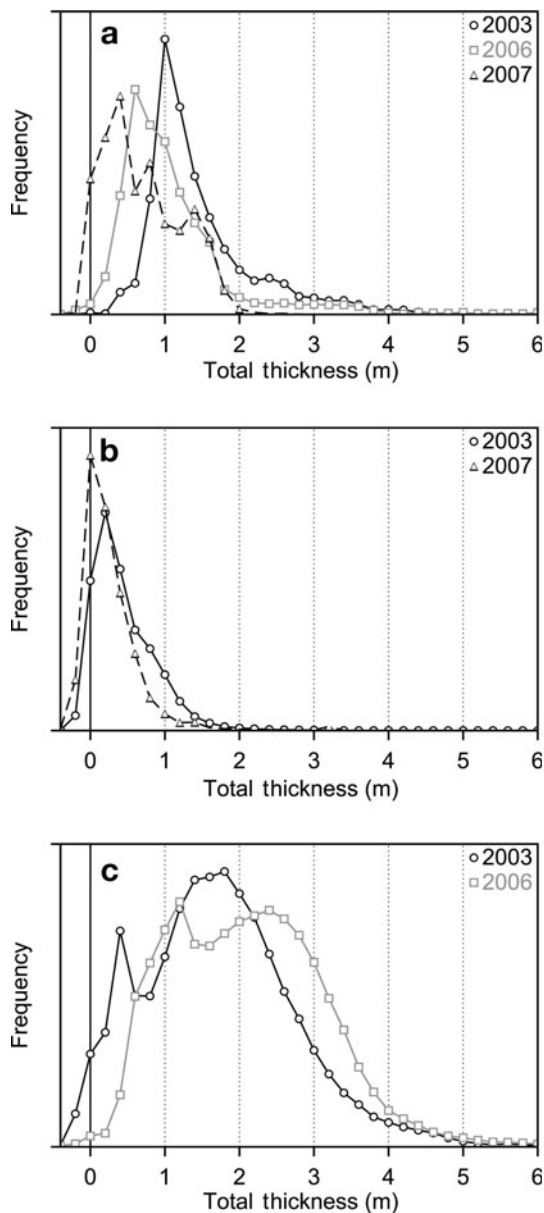 a
2003
2006
2007
Frequency
0 1 2 3 4 5 6
Total thickness (m)
b
2003
2007
Frequency
0 1 2 3 4 5 6
Total thickness (m)
c
2003
2006
Frequency
0 1 2 3 4 5 6
Total thickness (m)